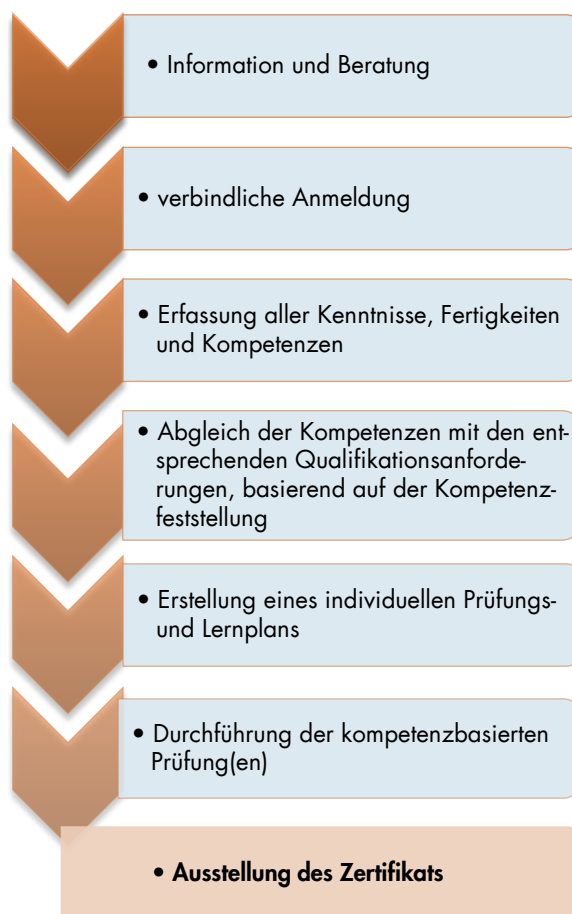 • Information und Beratung
• verbindliche Anmeldung
• Erfassung aller Kenntnisse, Fertigkeiten
und Kompetenzen
• Abgleich der Kompetenzen mit den ent-
sprechenden Qualifikationsanforde-
rungen, basierend auf der Kompetenz-
feststellung
• Erstellung eines individuellen Prüfungs-
und Lernplans
• Durchführung der kompetenzbasierten
Prüfung(en)
• Ausstellung des Zertifikats